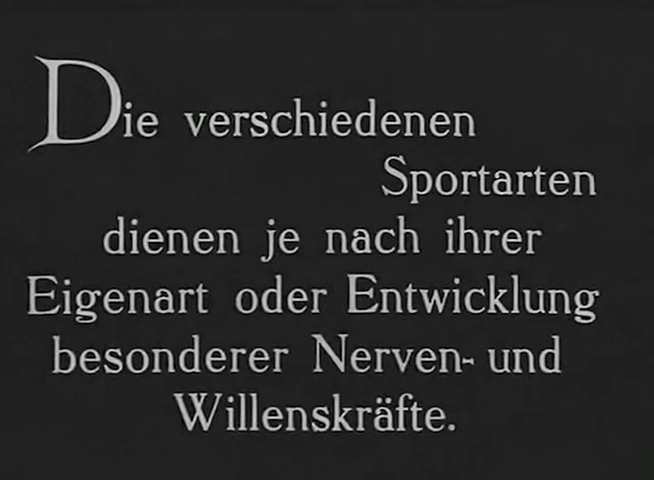 Die verschiedenen
Sportarten
dienen je nach ihrer
Eigenart oder Entwicklung
besonderer Nerven- und
Willenskräfte.